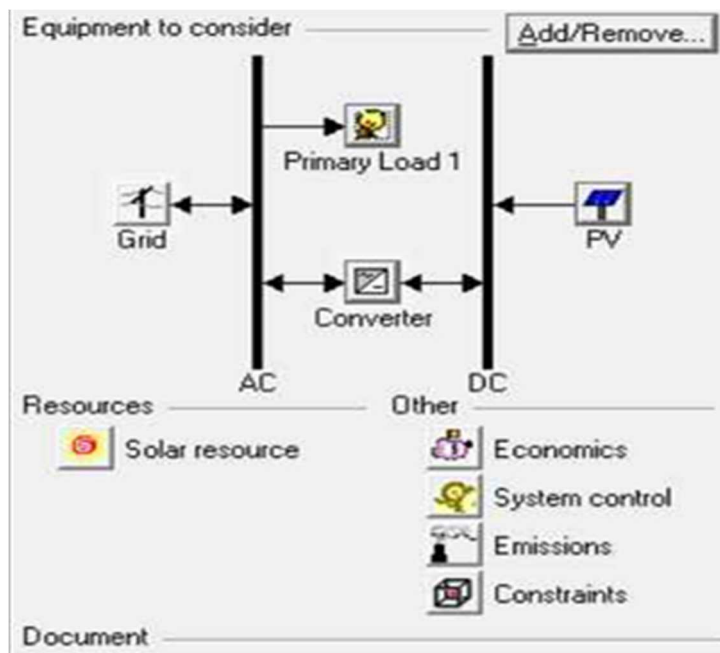 Equipment to consider
Add/Remove...
Primary Load 1
Grid
PV
Converter
AC
DC
Resources
Other
Solar resource
Economics
System control
Emissions
Constraints
Document